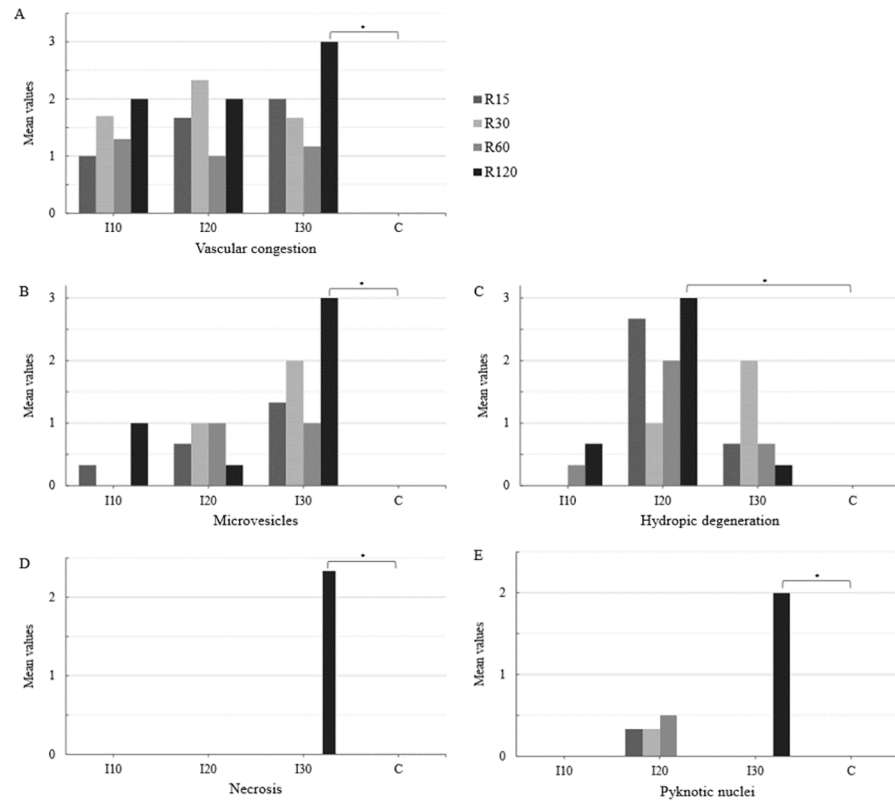 A
*
3
2
1
0
Mean values
I10 I20 I30 C
Vascular congestion
R15
R30
R60
R120
B
*
3
2
1
0
Mean values
I10 I20 I30 C
Microvesicles
C
*
3
2
1
0
Mean values
I10 I20 I30 C
Hydropic degeneration
D
*
2
1
0
Mean values
I10 I20 I30 C
Necrosis
E
*
2
1
0
Mean values
I10 I20 I30 C
Pyknotic nuclei